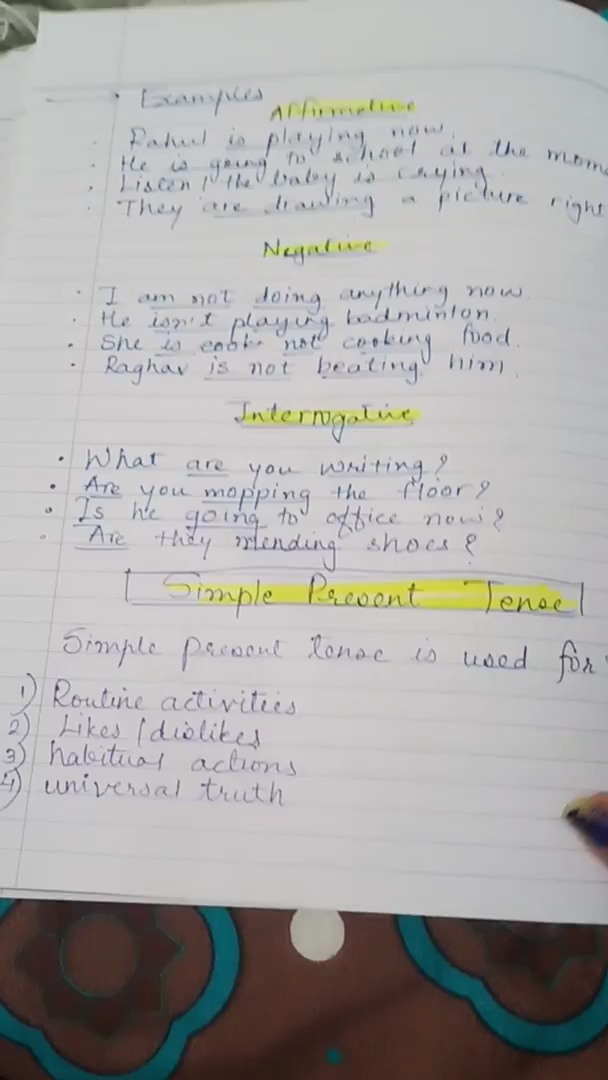 Examples
Affirmative
Rahul is playing now.
He is going to school at the mom
Listen! the baby is crying.
They are drawing a picture right
Negative
I am not doing anything now.
He isn't playing badminton.
She is cook not cooking food.
Raghav is not beating him.
Interrogative
What are you writing?
Are you mopping the floor?
Is he going to office now?
Are they mending shoes?
Simple Present Tense
Simple present tense is used for
1) Routine activities
2) Likes / dislikes
3) habitual actions
4) universal truth